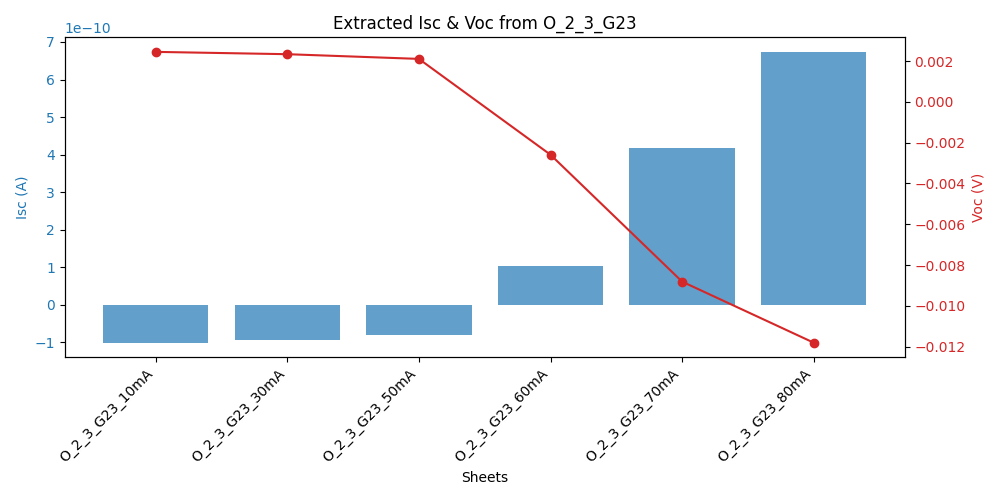 Extracted Isc & Voc from O_2_3_G23
1e−10
7
6
5
4
3
2
1
0
−1
Isc (A)
0.002
0.000
−0.002
−0.004
−0.006
−0.008
−0.010
−0.012
Voc (V)
O_2_3_G23_10mA
O_2_3_G23_30mA
O_2_3_G23_50mA
O_2_3_G23_60mA
O_2_3_G23_70mA
O_2_3_G23_80mA
Sheets